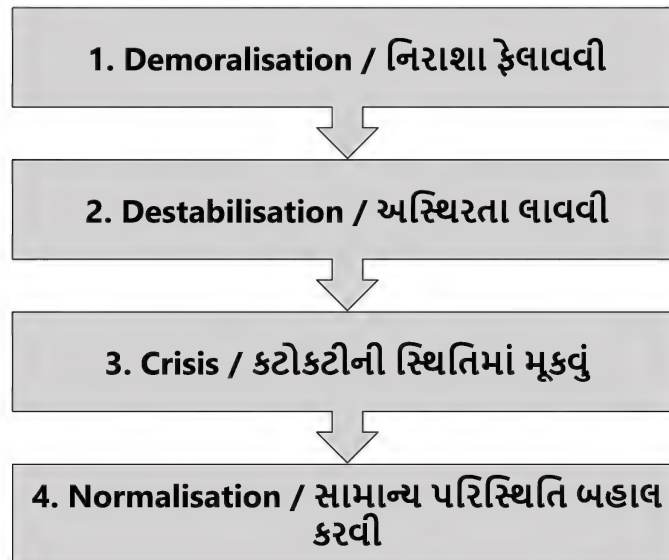 1. Demoralisation / નિરાશા ફેલાવવી
2. Destabilisation / અસ્થિરતા લાવવી
3. Crisis / કટોકટીની સ્થિતિમાં મૂકવું
4. Normalisation / સામાન્ય પરિસ્થિતિ બહાલ
કરવી